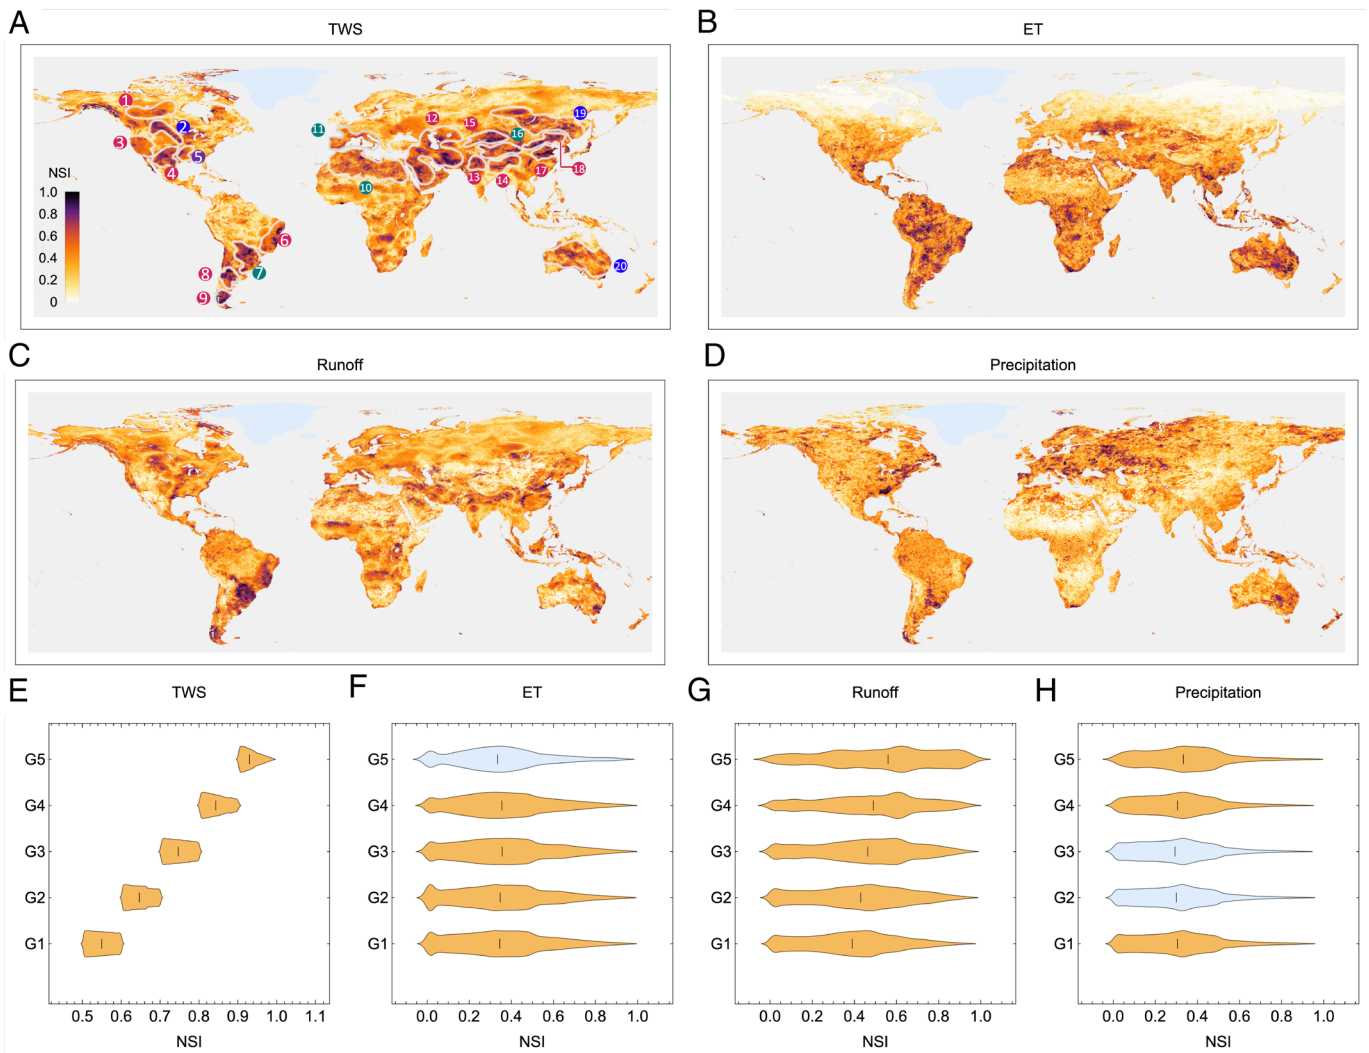 A
TWS
B
ET
1
2
3
4
5
6
7
8
9
10
11
12
13
14
15
16
17
18
19
20
NSI
1.0
0.8
0.6
0.4
0.2
0
C
Runoff
D
Precipitation
E
TWS
F
ET
G
Runoff
H
Precipitation
G5
G4
G3
G2
G1
0.5 0.6 0.7 0.8 0.9 1.0 1.1
NSI
G5
G4
G3
G2
G1
0.0 0.2 0.4 0.6 0.8 1.0
NSI
G5
G4
G3
G2
G1
0.0 0.2 0.4 0.6 0.8 1.0
NSI
G5
G4
G3
G2
G1
0.0 0.2 0.4 0.6 0.8 1.0
NSI